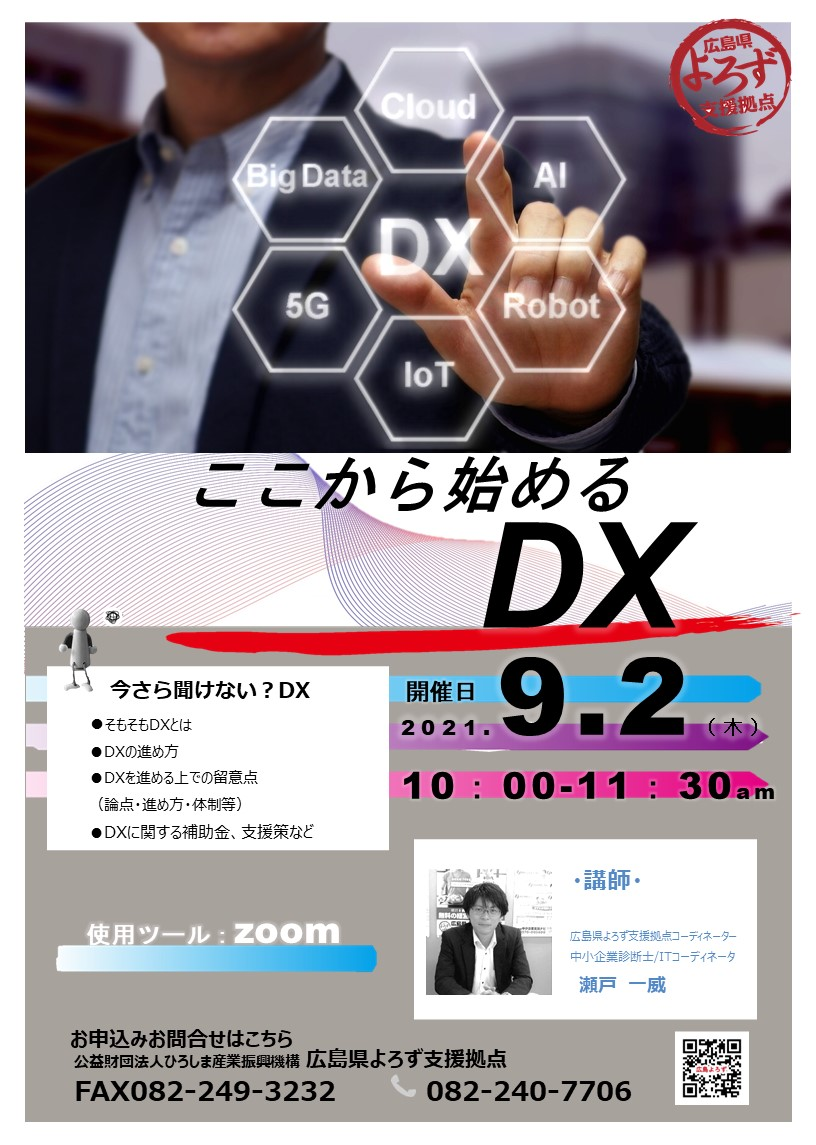 広島県
よろず
支援拠点
Cloud
Big Data
AI
DX
5G
Robot
IoT
ここから始める
DX
今さら聞けない？DX
●そもそもDXとは
●DXの進め方
●DXを進める上での留意点
（論点・進め方・体制等）
●DXに関する補助金、支援策など
開催日
2021.9.2（木）
10：00-11：30am
・講師・
広島県よろず支援拠点コーディネーター
中小企業診断士/ITコーディネータ
瀬戸 一威
使用ツール：zoom
お申込みお問合せはこちら
公益財団法人ひろしま産業振興機構 広島県よろず支援拠点
FAX082-249-3232 082-240-7706
広島よろず